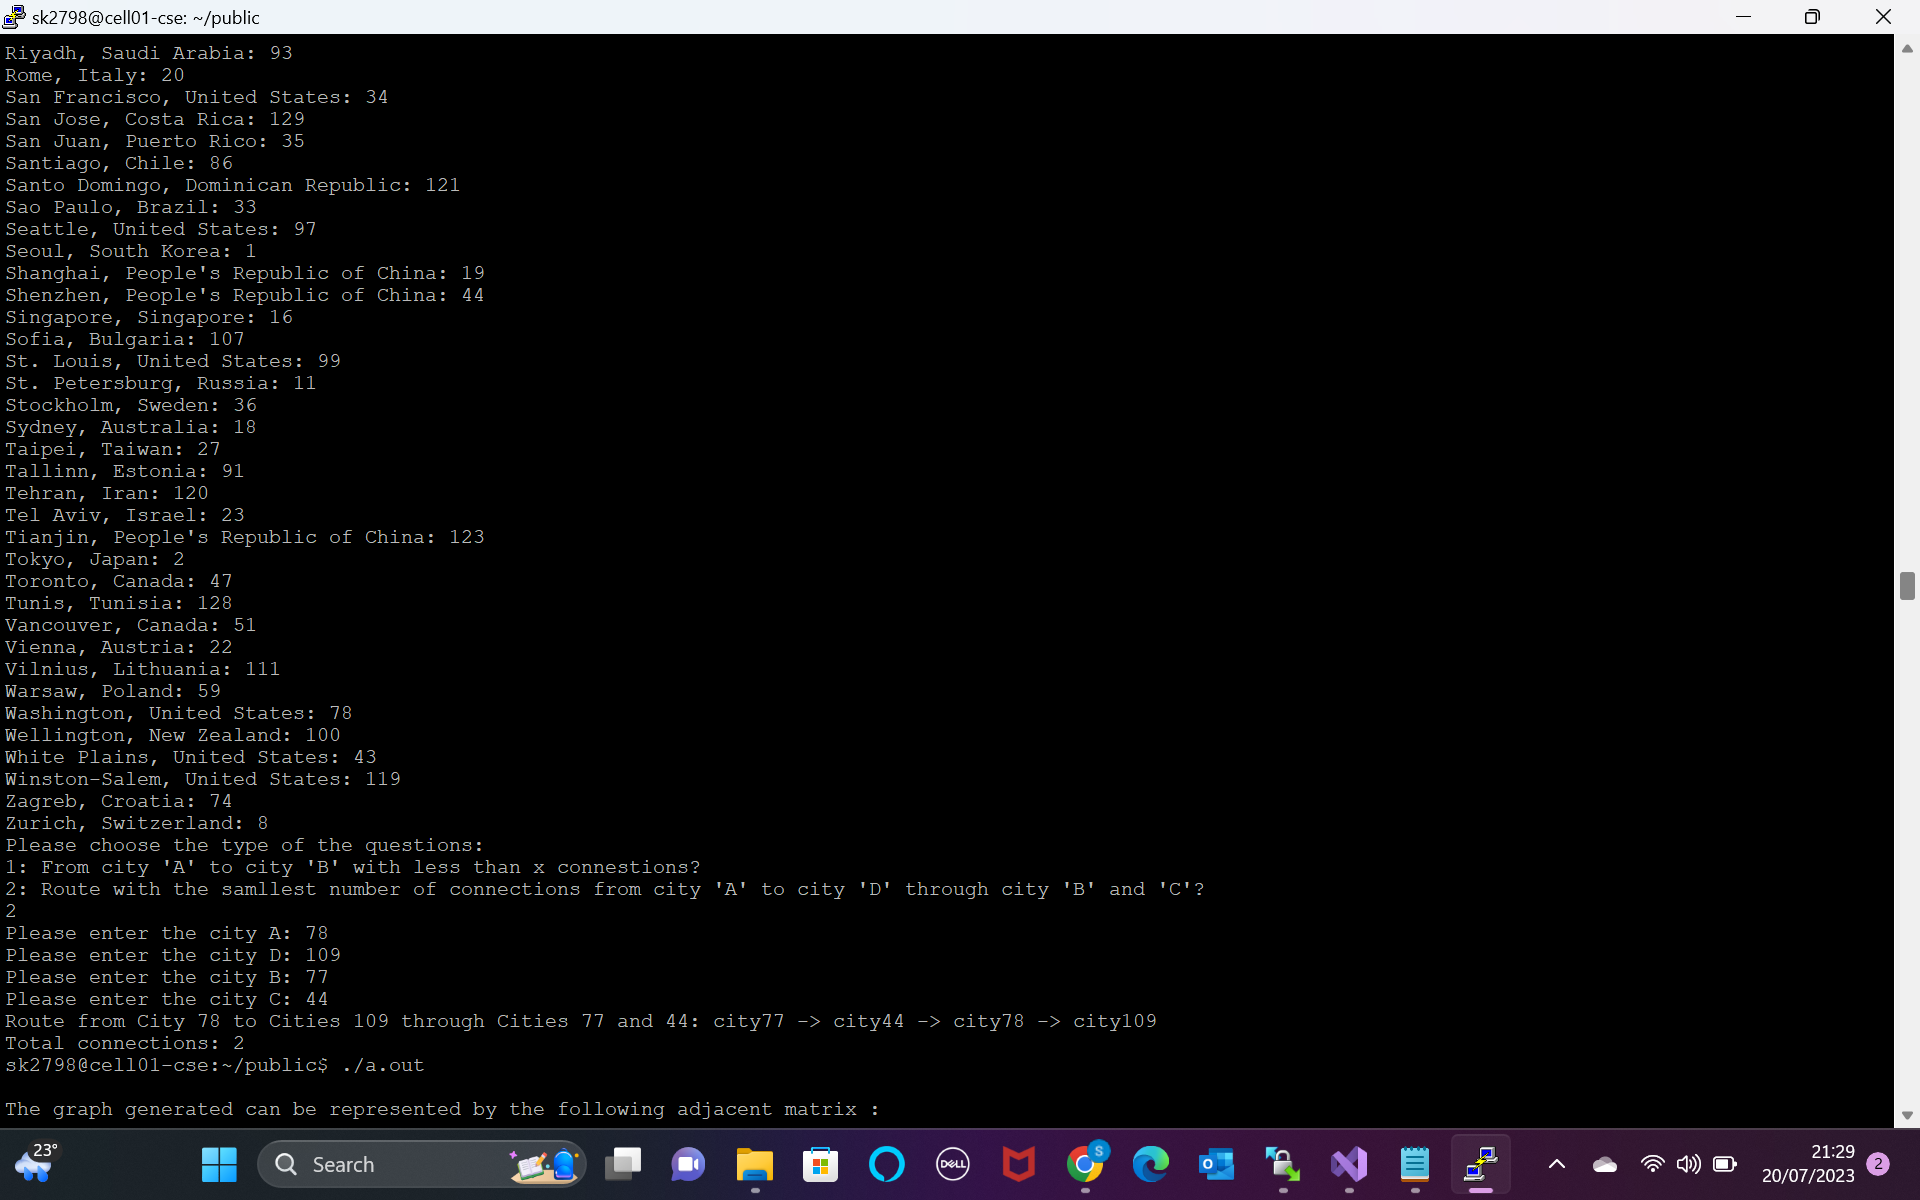 sk2798@cell01-cse: ~/public
Riyadh, Saudi Arabia: 93
Rome, Italy: 20
San Francisco, United States: 34
San Jose, Costa Rica: 129
San Juan, Puerto Rico: 35
Santiago, Chile: 86
Santo Domingo, Dominican Republic: 121
Sao Paulo, Brazil: 33
Seattle, United States: 97
Seoul, South Korea: 1
Shanghai, People's Republic of China: 19
Shenzhen, People's Republic of China: 44
Singapore, Singapore: 16
Sofia, Bulgaria: 107
St. Louis, United States: 99
St. Petersburg, Russia: 11
Stockholm, Sweden: 36
Sydney, Australia: 18
Taipei, Taiwan: 27
Tallinn, Estonia: 91
Tehran, Iran: 120
Tel Aviv, Israel: 23
Tianjin, People's Republic of China: 123
Tokyo, Japan: 2
Toronto, Canada: 47
Tunis, Tunisia: 128
Vancouver, Canada: 51
Vienna, Austria: 22
Vilnius, Lithuania: 111
Warsaw, Poland: 59
Washington, United States: 78
Wellington, New Zealand: 100
White Plains, United States: 43
Winston-Salem, United States: 119
Zagreb, Croatia: 74
Zurich, Switzerland: 8
Please choose the type of the questions:
1: From city 'A' to city 'B' with less than x connestions?
2: Route with the samllest number of connections from city 'A' to city 'D' through city 'B' and 'C'?
2
Please enter the city A: 78
Please enter the city D: 109
Please enter the city B: 77
Please enter the city C: 44
Route from City 78 to Cities 109 through Cities 77 and 44: city77 -> city44 -> city78 -> city109
Total connections: 2
sk2798@cell01-cse:~/public$ ./a.out
The graph generated can be represented by the following adjacent matrix :
23°
Search
DELL
S
21:29
20/07/2023
2